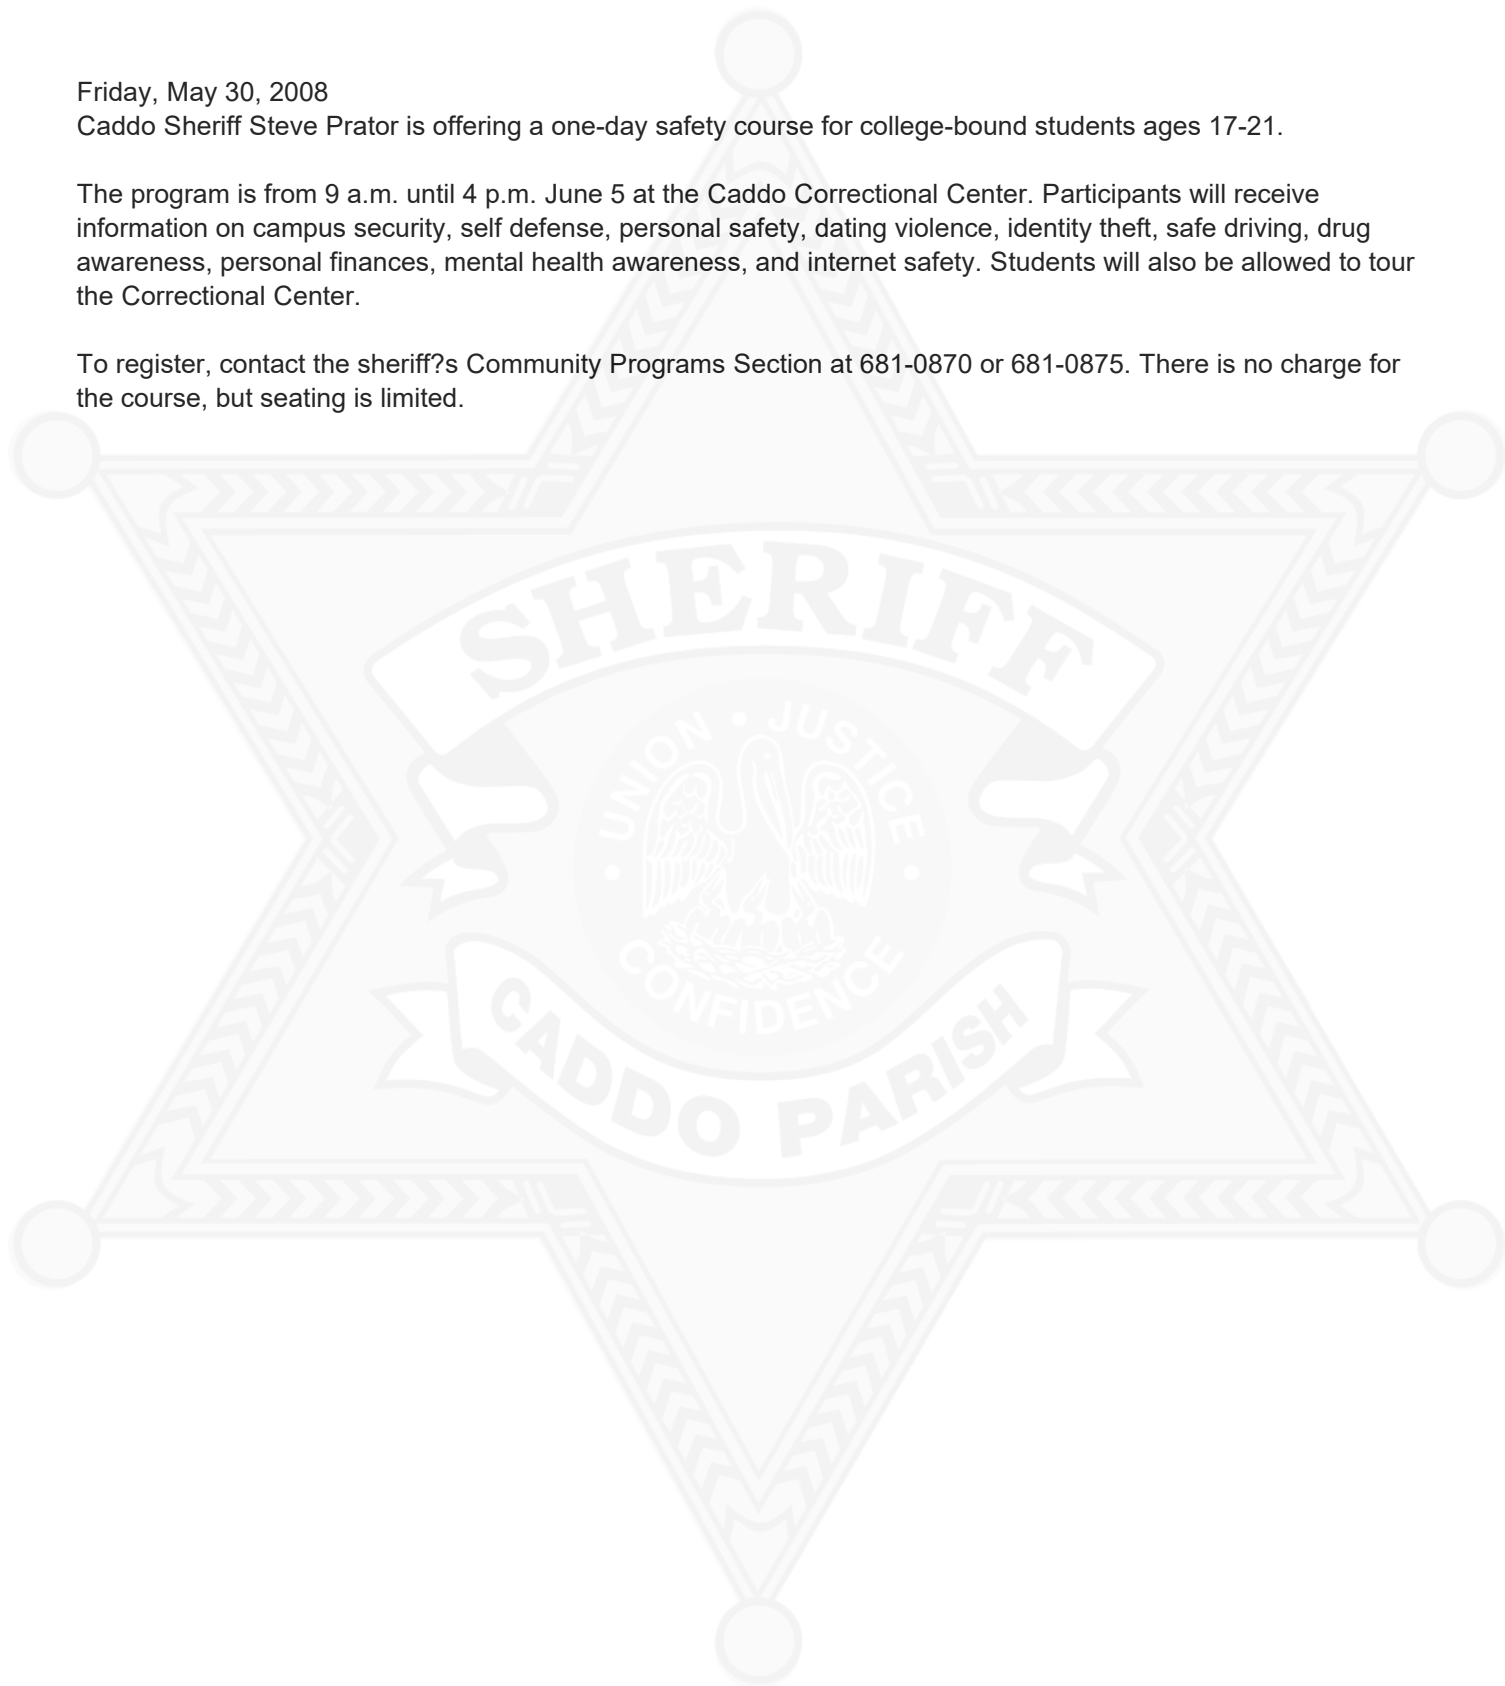 Friday, May 30, 2008
Caddo Sheriff Steve Prator is offering a one-day safety course for college-bound students ages 17-21.
The program is from 9 a.m. until 4 p.m. June 5 at the Caddo Correctional Center. Participants will receive
information on campus security, self defense, personal safety, dating violence, identity theft, safe driving, drug
awareness, personal finances, mental health awareness, and internet safety. Students will also be allowed to tour
the Correctional Center.
To register, contact the sheriff?s Community Programs Section at 681-0870 or 681-0875. There is no charge for
the course, but seating is limited.
SHERIFF
UNION • JUSTICE
• CONFIDENCE •
CADDO PARISH